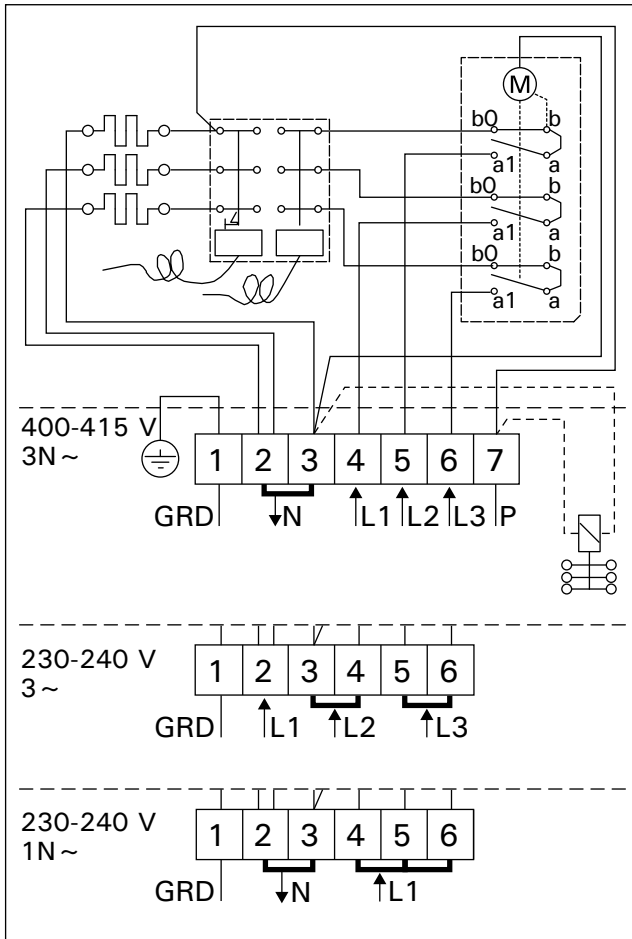 M
b0 b
a1 a
b0 b
a1 a
b0 b
a1 a
400-415 V
3N~
1 2 3 4 5 6 7
GRD N L1 L2 L3 P
230-240 V
3~
1 2 3 4 5 6
GRD L1 L2 L3
230-240 V
1N~
1 2 3 4 5 6
GRD N L1